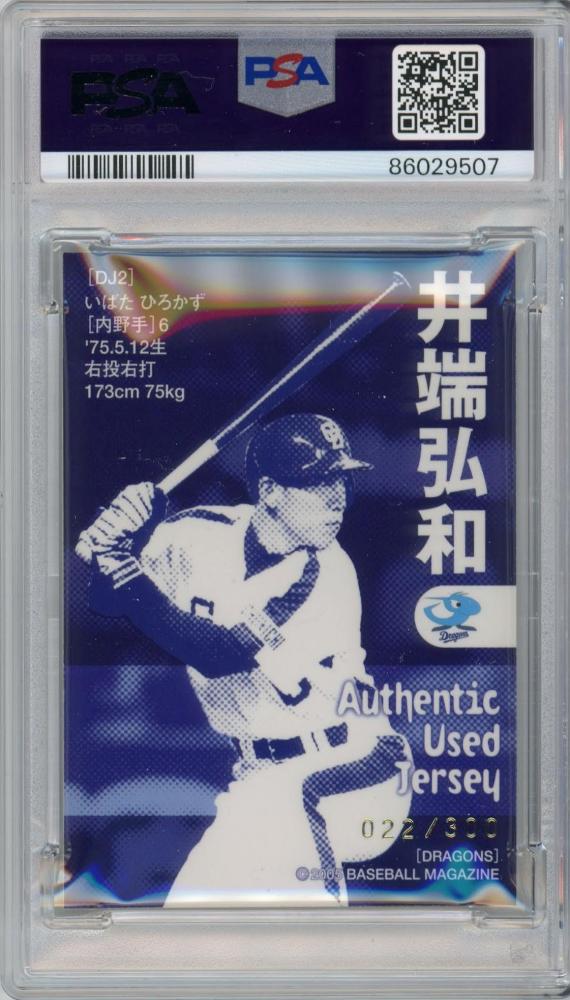 PSA
PSA
86029507
[DJ2]
いばた ひろかず
[内野手]6
'75.5.12生
右投右打
173cm 75kg
井端弘和
Dragons
Authentic
Used
Jersey
022/300
[DRAGONS]
©2005 BASEBALL MAGAZINE